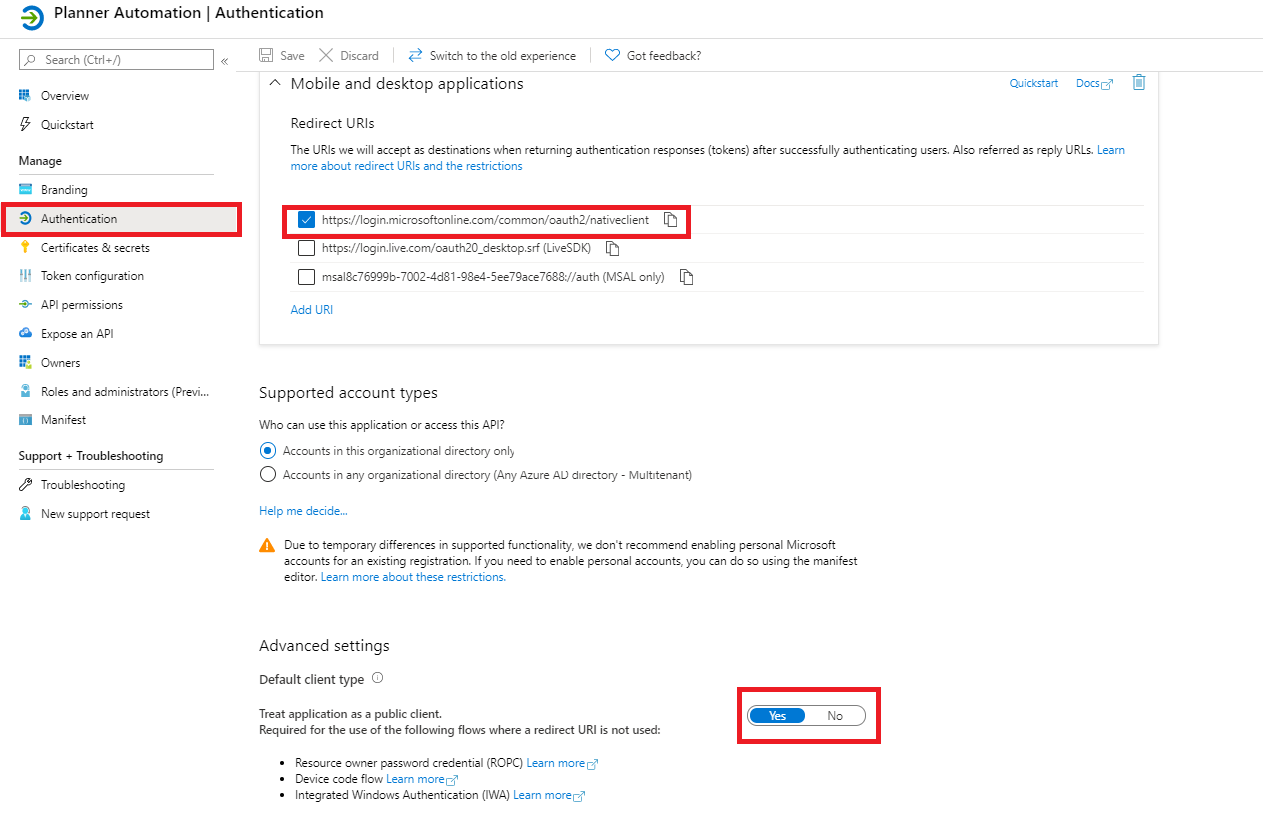 Planner Automation | Authentication
Search (Ctrl+/)
«
Overview
Quickstart
Manage
Branding
Authentication
Certificates & secrets
Token configuration
API permissions
Expose an API
Owners
Roles and administrators (Previ...
Manifest
Support + Troubleshooting
Troubleshooting
New support request
Save
Discard
Switch to the old experience
Got feedback?
Mobile and desktop applications
Quickstart
Docs
Redirect URIs
The URIs we will accept as destinations when returning authentication responses (tokens) after successfully authenticating users. Also referred as reply URLs. Learn
more about redirect URIs and the restrictions
https://login.microsoftonline.com/common/oauth2/nativeclient
https://login.live.com/oauth20_desktop.srf (LiveSDK)
msal8c76999b-7002-4d81-98e4-5ee79ace7688://auth (MSAL only)
Add URI
Supported account types
Who can use this application or access this API?
Accounts in this organizational directory only
Accounts in any organizational directory (Any Azure AD directory - Multitenant)
Help me decide...
Due to temporary differences in supported functionality, we don't recommend enabling personal Microsoft
accounts for an existing registration. If you need to enable personal accounts, you can do so using the manifest
editor. Learn more about these restrictions.
Advanced settings
Default client type
Treat application as a public client.
Required for the use of the following flows where a redirect URI is not used:
Yes
No
• Resource owner password credential (ROPC) Learn more
• Device code flow Learn more
• Integrated Windows Authentication (IWA) Learn more